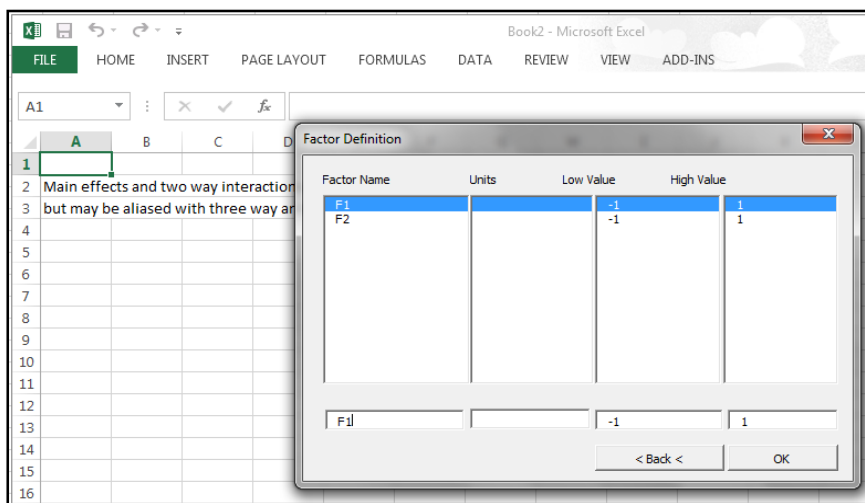 Book2 - Microsoft Excel
FILE HOME INSERT PAGE LAYOUT FORMULAS DATA REVIEW VIEW ADD-INS
A1 fx
A B C D
1
2 Main effects and two way interaction
3 but may be aliased with three way
4
5
6
7
8
9
10
11
12
13
14
15
16
Factor Definition
Factor Name Units Low Value High Value
F1 -1 1
F2 -1 1
F1 -1 1
< Back < OK